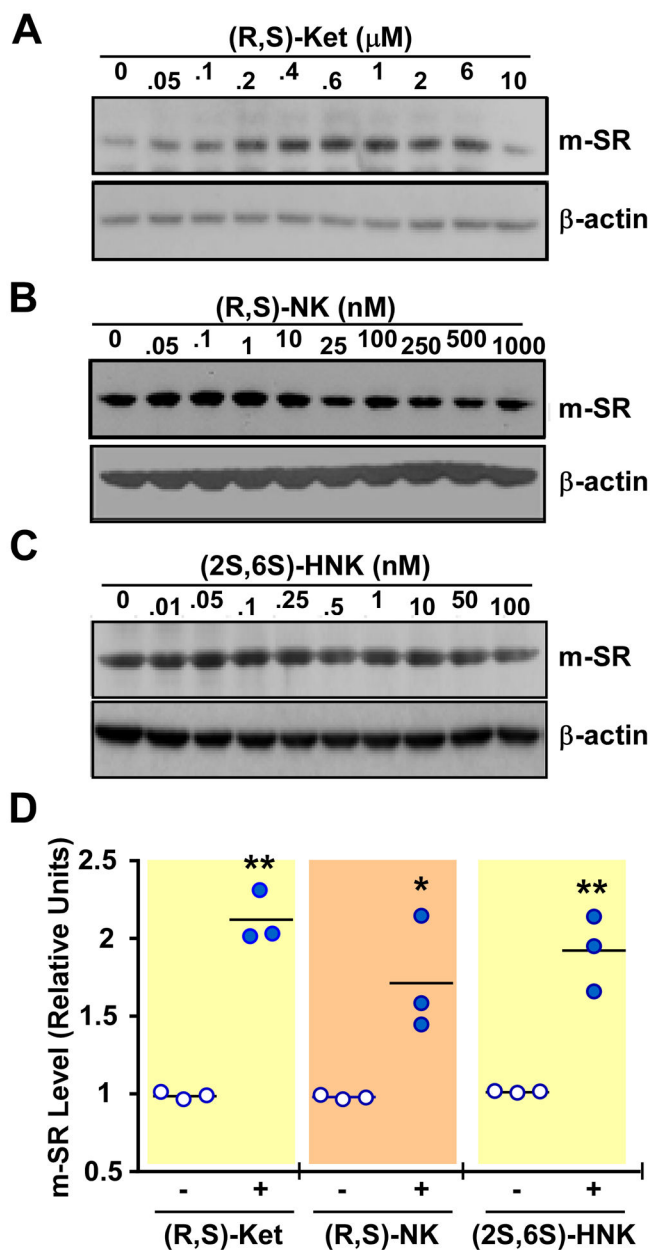 A
(R,S)-Ket (μM)
0 .05 .1 .2 .4 .6 1 2 6 10
m-SR
β-actin
B
(R,S)-NK (nM)
0 .05 .1 1 10 25 100 250 500 1000
m-SR
β-actin
C
(2S,6S)-HNK (nM)
0 .01 .05 .1 .25 .5 1 10 50 100
m-SR
β-actin
D
m-SR Level (Relative Units)
2.5
2
1.5
1
0.5
** * **
- + - + - +
(R,S)-Ket (R,S)-NK (2S,6S)-HNK